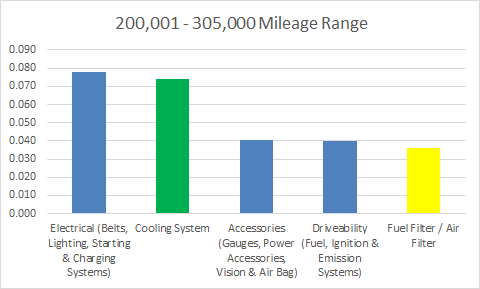 200,001 - 305,000 Mileage Range
0.090
0.080
0.070
0.060
0.050
0.040
0.030
0.020
0.010
0.000
Electrical (Belts,
Lighting, Starting
& Charging
Systems)
Cooling System
Accessories
(Gauges, Power
Accessories,
Vision & Air Bag)
Driveability
(Fuel, Ignition &
Emission
Systems)
Fuel Filter / Air
Filter